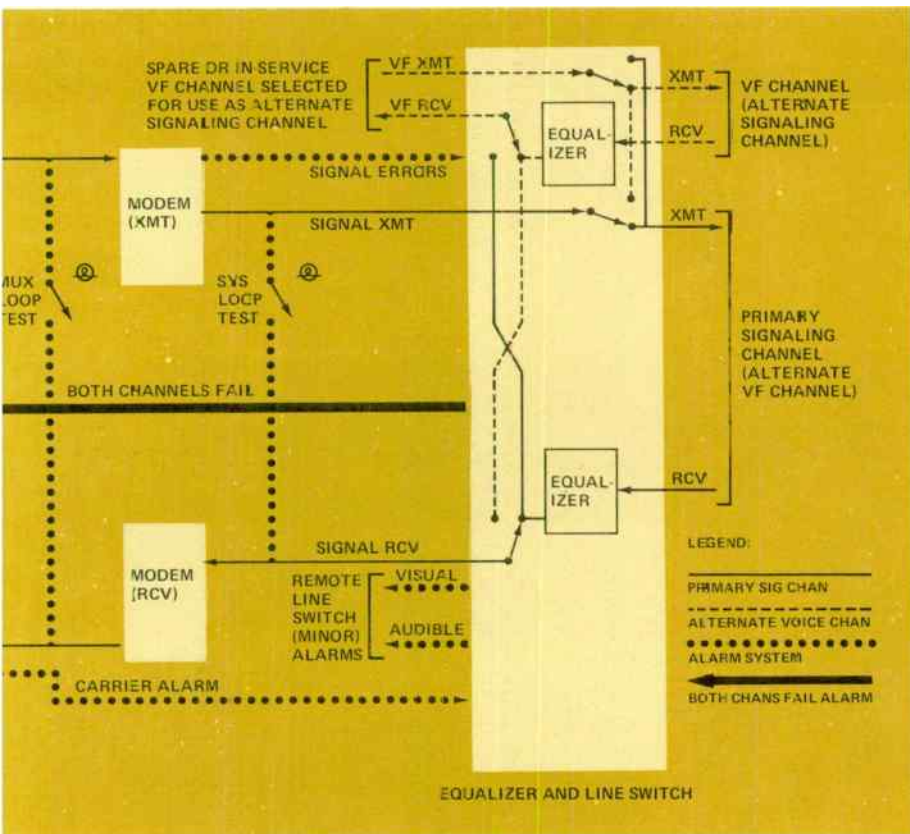 SPARE DR IN-SERVICE
VF CHANNEL SELECTED
FOR USE AS ALTERNATE
SIGNALING CHANNEL
VF XMT
VF RCV
XMT
RCV
VF CHANNEL
(ALTERNATE
SIGNALING
CHANNEL)
EQUAL-
IZER
MODEM
(XMT)
SIGNAL ERRORS
SIGNAL XMT
XMT
MUX
LOOP
TEST
SYS
LOCP
TEST
PRIMARY
SIGNALING
CHANNEL
(ALTERNATE
VF CHANNEL)
BOTH CHANNELS FAIL
EQUAL-
IZER
RCV
MODEM
(RCV)
SIGNAL RCV
REMOTE
LINE
SWITCH
(MINOR)
ALARMS
VISUAL
AUDIBLE
CARRIER ALARM
LEGEND:
PRIMARY SIG CHAN
ALTERNATE VOICE CHAN
ALARM SYSTEM
BOTH CHANS FAIL ALARM
EQUALIZER AND LINE SWITCH